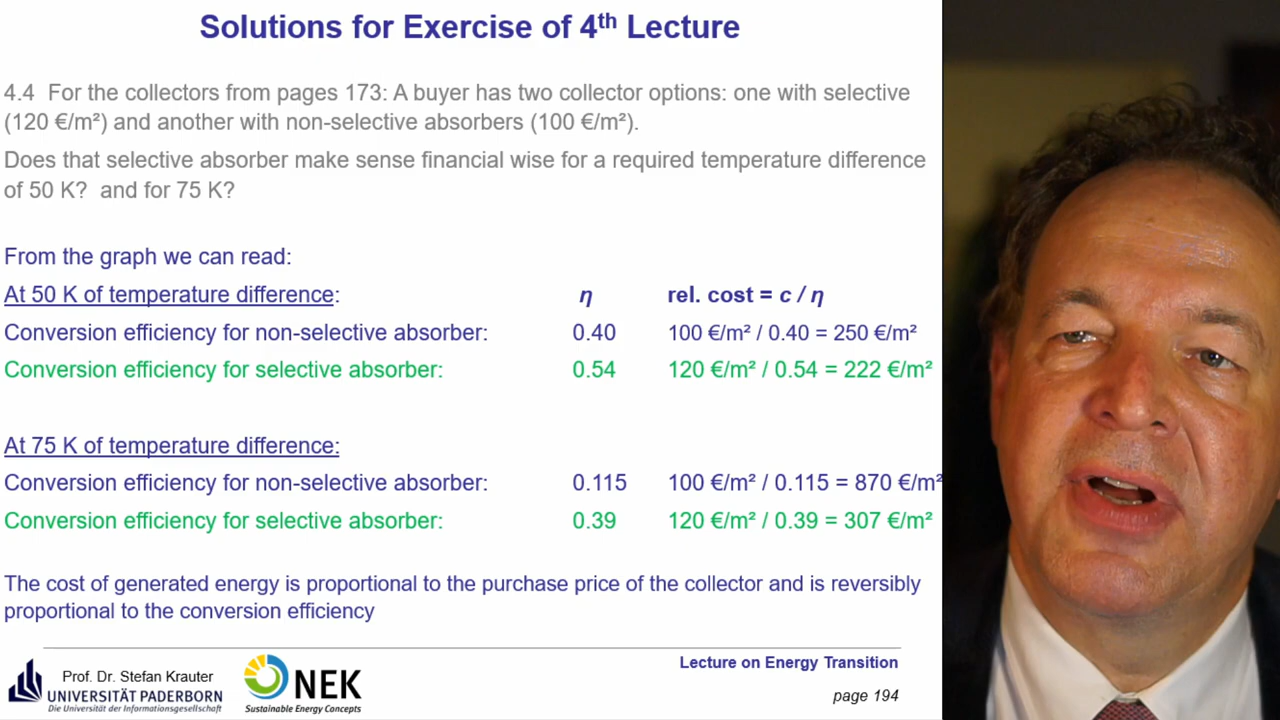 Solutions for Exercise of 4th Lecture
4.4 For the collectors from pages 173: A buyer has two collector options: one with selective
(120 €/m²) and another with non-selective absorbers (100 €/m²).
Does that selective absorber make sense financial wise for a required temperature difference
of 50 K? and for 75 K?
From the graph we can read:
At 50 K of temperature difference: η rel. cost = c / η
Conversion efficiency for non-selective absorber: 0.40 100 €/m² / 0.40 = 250 €/m²
Conversion efficiency for selective absorber: 0.54 120 €/m² / 0.54 = 222 €/m²
At 75 K of temperature difference:
Conversion efficiency for non-selective absorber: 0.115 100 €/m² / 0.115 = 870 €/m²
Conversion efficiency for selective absorber: 0.39 120 €/m² / 0.39 = 307 €/m²
The cost of generated energy is proportional to the purchase price of the collector and is reversibly
proportional to the conversion efficiency
Prof. Dr. Stefan Krauter
UNIVERSITÄT PADERBORN
Die Universität der Informationsgesellschaft
NEK
Sustainable Energy Concepts
Lecture on Energy Transition
page 194